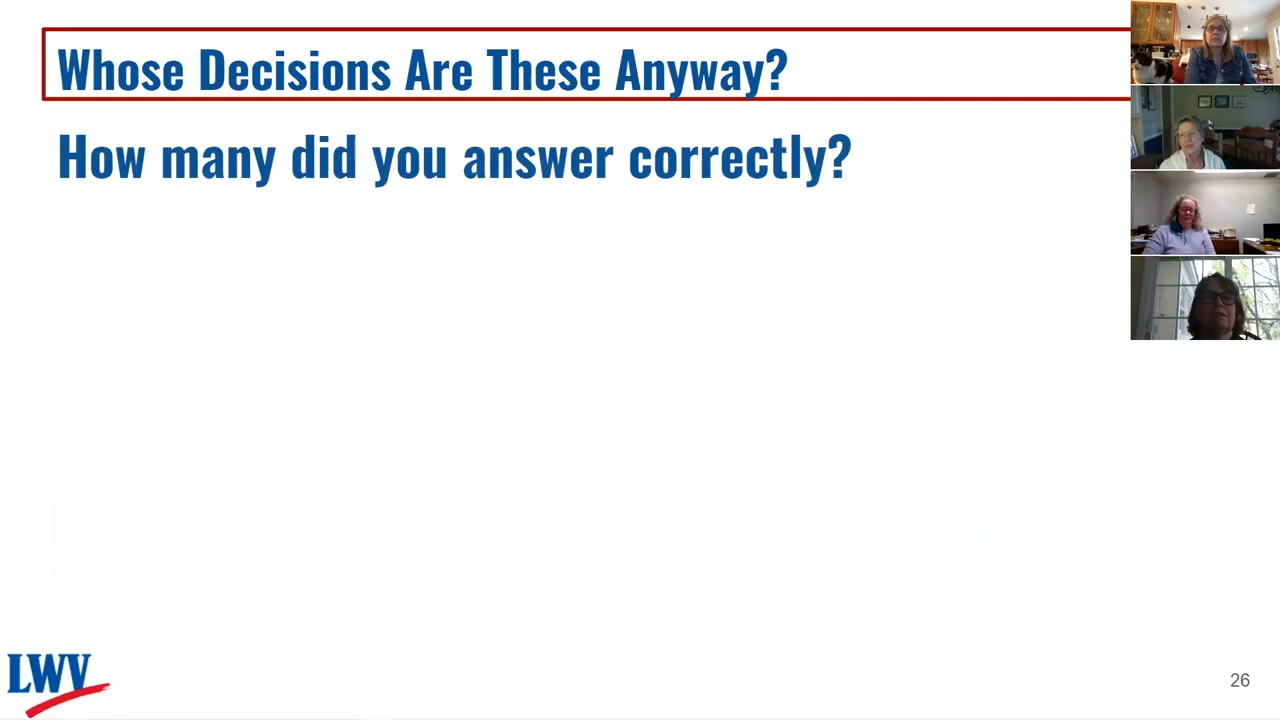 Whose Decisions Are These Anyway?
How many did you answer correctly?
LWV
26